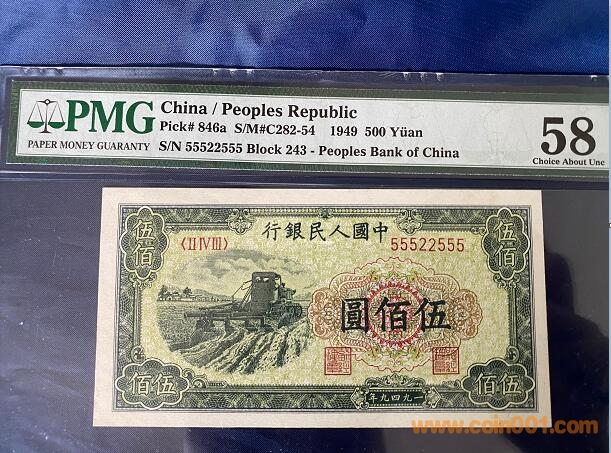 PMG
PAPER MONEY GUARANTY
China / Peoples Republic
Pick# 846a S/M#C282-54 1949 500 Yüan
S/N 55522555 Block 243 - Peoples Bank of China
58
Choice About Unc
行銀民人國中
〈II IV III〉
55522555
伍佰
伍佰
圓佰伍
佰伍
年九四九一
佰伍
www.coin001.com